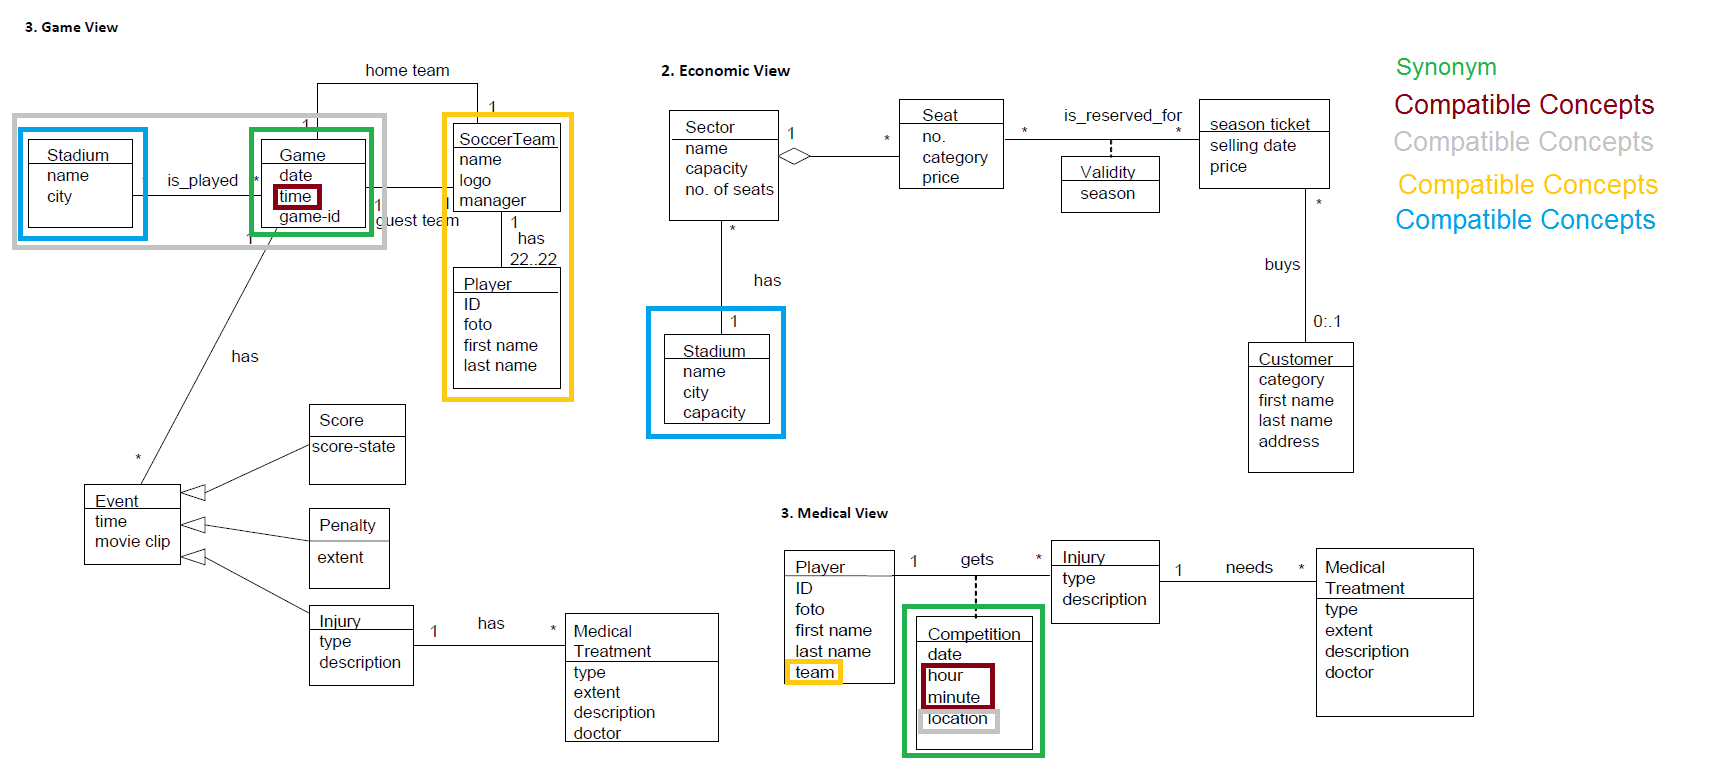 3. Game View
home team
1
1
Stadium
name
city
is_played
*
Game
date
time
game-id
1
1
1
guest team
SoccerTeam
name
logo
manager
1
has
22..22
Player
ID
foto
first name
last name
has
*
Event
time
movie clip
Score
score-state
Penalty
extent
Injury
type
description
1
has
*
Medical
Treatment
type
extent
description
doctor
2. Economic View
Sector
name
capacity
no. of seats
1
*
Seat
no.
category
price
*
is_reserved_for
*
Validity
season
season ticket
selling date
price
*
buys
0:.1
Customer
category
first name
last name
address
*
has
1
Stadium
name
city
capacity
3. Medical View
Player
ID
foto
first name
last name
team
1
gets
*
Competition
date
hour
minute
location
Injury
type
description
1
needs
*
Medical
Treatment
type
extent
description
doctor
Synonym
Compatible Concepts
Compatible Concepts
Compatible Concepts
Compatible Concepts